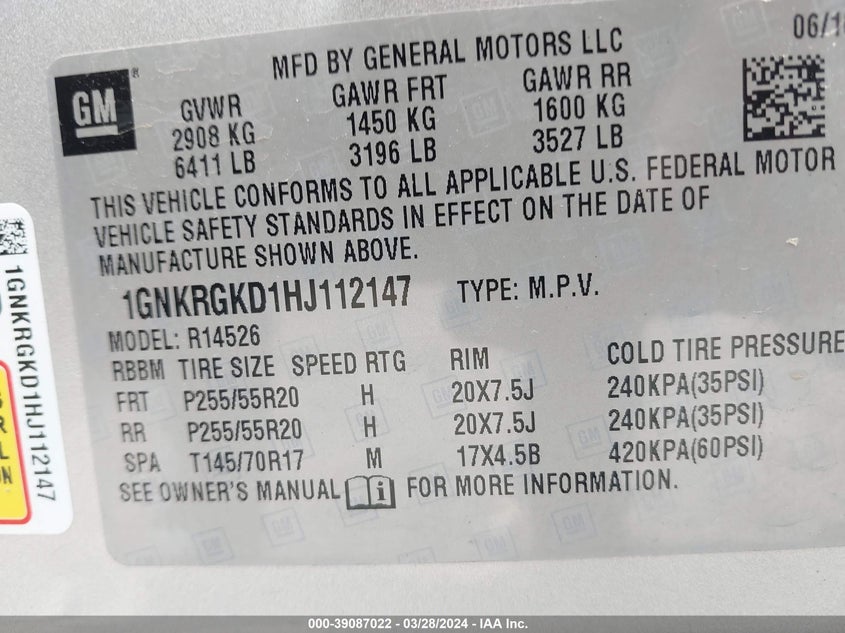 MFD BY GENERAL MOTORS LLC
06/16
GM
GVWR GAWR FRT GAWR RR
2908 KG 1450 KG 1600 KG
6411 LB 3196 LB 3527 LB
THIS VEHICLE CONFORMS TO ALL APPLICABLE U.S. FEDERAL MOTOR
VEHICLE SAFETY STANDARDS IN EFFECT ON THE DATE OF
MANUFACTURE SHOWN ABOVE.
1GNKRGKD1HJ112147 TYPE: M.P.V.
MODEL: R14526
RBBM TIRE SIZE SPEED RTG RIM COLD TIRE PRESSURE
FRT P255/55R20 H 20X7.5J 240KPA(35PSI)
RR P255/55R20 H 20X7.5J 240KPA(35PSI)
SPA T145/70R17 M 17X4.5B 420KPA(60PSI)
SEE OWNER'S MANUAL FOR MORE INFORMATION.
1GNKRGKD1HJ112147
000-39087022 - 03/28/2024 - IAA Inc.